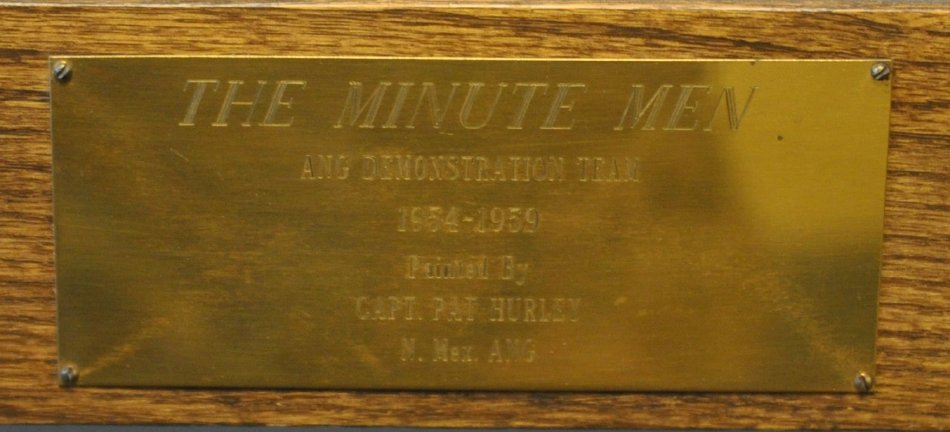 THE MINUTE MEN
ANG DEMONSTRATION TEAM
1954-1959
Painted By
CAPT. PAT HURLEY
N. Mex. ANG